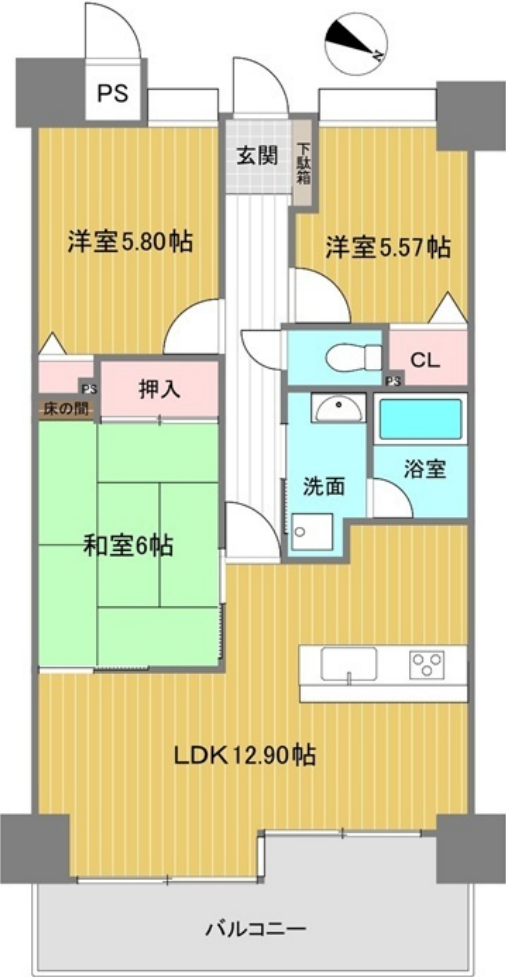 PS
N
玄関
下駄箱
洋室5.80帖
洋室5.57帖
CL
PS
PS
押入
床の間
浴室
洗面
和室6帖
LDK12.90帖
バルコニー